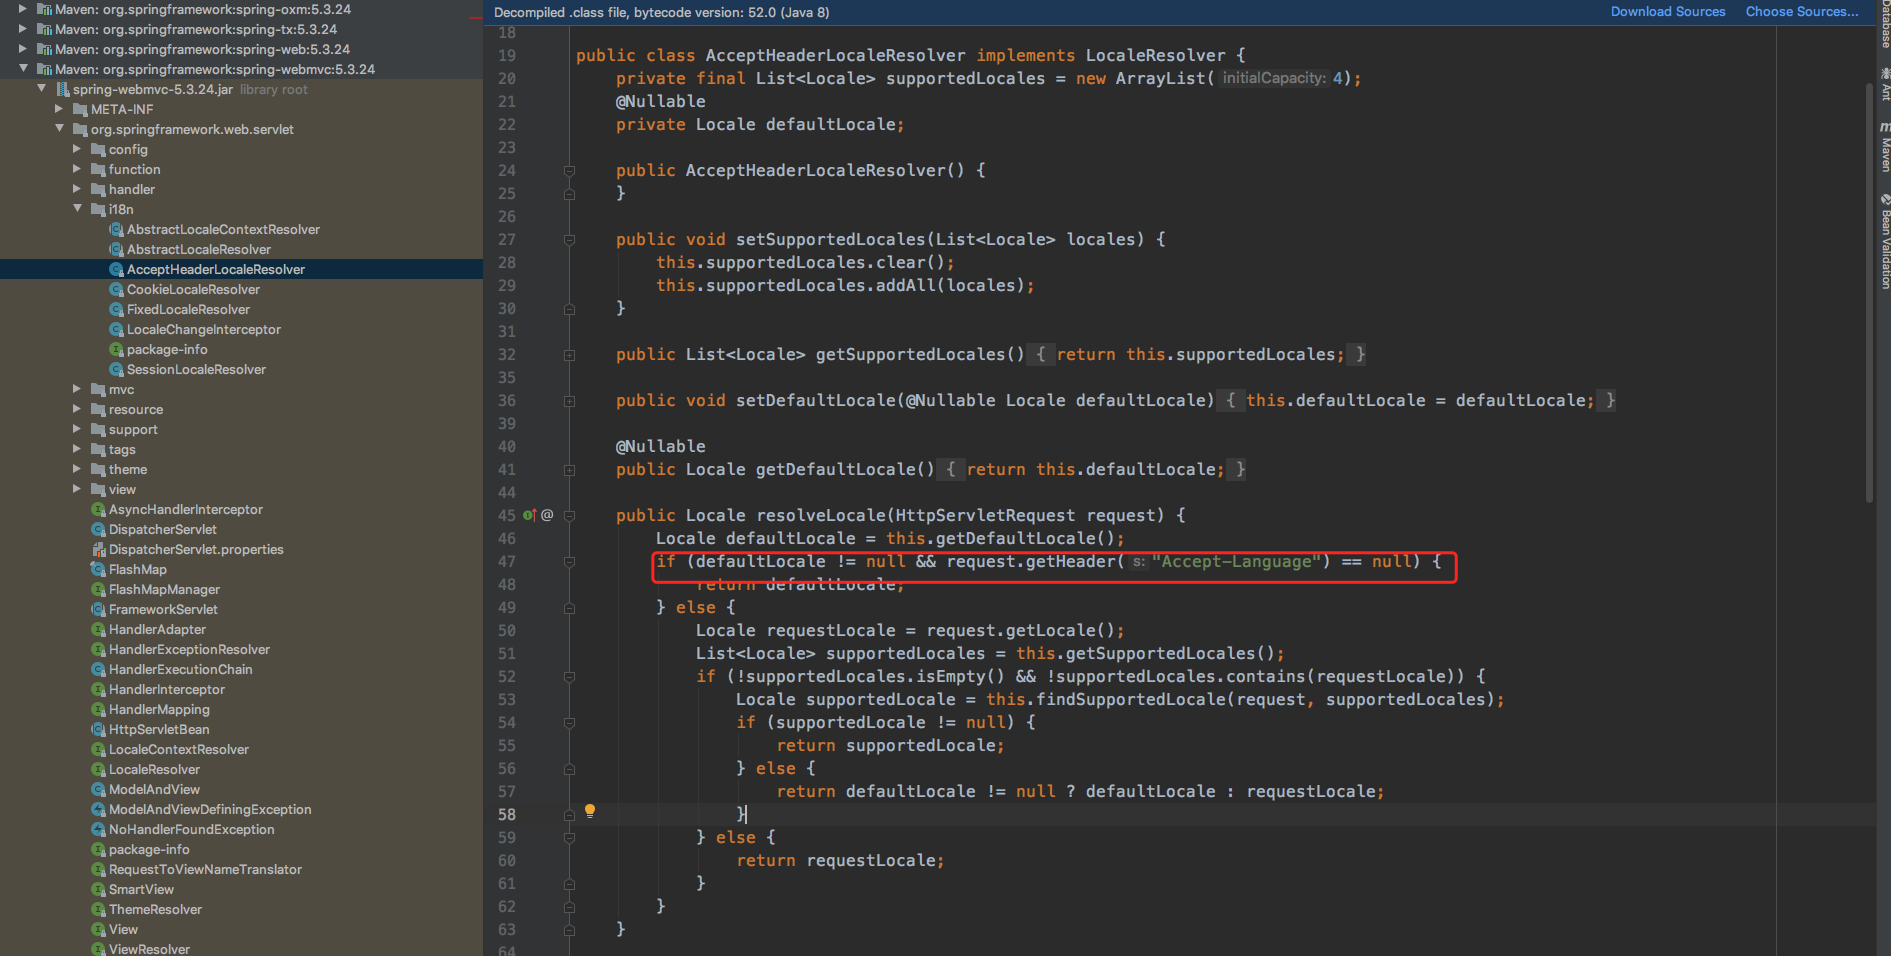 Maven: org.springframework:spring-oxm:5.3.24
Maven: org.springframework:spring-tx:5.3.24
Maven: org.springframework:spring-web:5.3.24
Maven: org.springframework:spring-webmvc:5.3.24
spring-webmvc-5.3.24.jar library root
META-INF
org.springframework.web.servlet
config
function
handler
i18n
AbstractLocaleContextResolver
AbstractLocaleResolver
AcceptHeaderLocaleResolver
CookieLocaleResolver
FixedLocaleResolver
LocaleChangeInterceptor
package-info
SessionLocaleResolver
mvc
resource
support
tags
theme
view
AsyncHandlerInterceptor
DispatcherServlet
DispatcherServlet.properties
FlashMap
FlashMapManager
FrameworkServlet
HandlerAdapter
HandlerExceptionResolver
HandlerExecutionChain
HandlerInterceptor
HandlerMapping
HttpServletBean
LocaleContextResolver
LocaleResolver
ModelAndView
ModelAndViewDefiningException
NoHandlerFoundException
package-info
RequestToViewNameTranslator
SmartView
ThemeResolver
View
ViewResolver
Decompiled .class file, bytecode version: 52.0 (Java 8) Download Sources Choose Sources...
18
19 public class AcceptHeaderLocaleResolver implements LocaleResolver {
20 private final List<Locale> supportedLocales = new ArrayList( initialCapacity: 4);
21 @Nullable
22 private Locale defaultLocale;
23
24 public AcceptHeaderLocaleResolver() {
25 }
26
27 public void setSupportedLocales(List<Locale> locales) {
28 this.supportedLocales.clear();
29 this.supportedLocales.addAll(locales);
30 }
31
32 public List<Locale> getSupportedLocales() { return this.supportedLocales; }
35
36 public void setDefaultLocale(@Nullable Locale defaultLocale) { this.defaultLocale = defaultLocale; }
39
40 @Nullable
41 public Locale getDefaultLocale() { return this.defaultLocale; }
44
45 @ public Locale resolveLocale(HttpServletRequest request) {
46 Locale defaultLocale = this.getDefaultLocale();
47 if (defaultLocale != null && request.getHeader( s: "Accept-Language") == null) {
48 return defaultLocale;
49 } else {
50 Locale requestLocale = request.getLocale();
51 List<Locale> supportedLocales = this.getSupportedLocales();
52 if (!supportedLocales.isEmpty() && !supportedLocales.contains(requestLocale)) {
53 Locale supportedLocale = this.findSupportedLocale(request, supportedLocales);
54 if (supportedLocale != null) {
55 return supportedLocale;
56 } else {
57 return defaultLocale != null ? defaultLocale : requestLocale;
58 }
59 } else {
60 return requestLocale;
61 }
62 }
63 }
64
Database
Ant
m Maven
Bean Validation